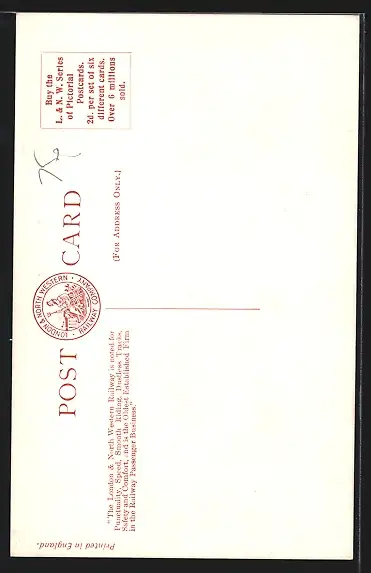 POST CARD
LONDON & NORTH WESTERN
RAILWAY COMPANY
(FOR ADDRESS ONLY.)
Buy the
L. & N. W. Series
of Pictorial
Postcards.
2d. per set of six
different cards.
Over 6 millions
sold.
"The London & North Western Railway is noted for
Punctuality, Speed, Smooth Riding, Dustless Tracks,
Safety and Comfort, and is the Oldest Established Firm
in the Railway Passenger Business."
Printed in England.